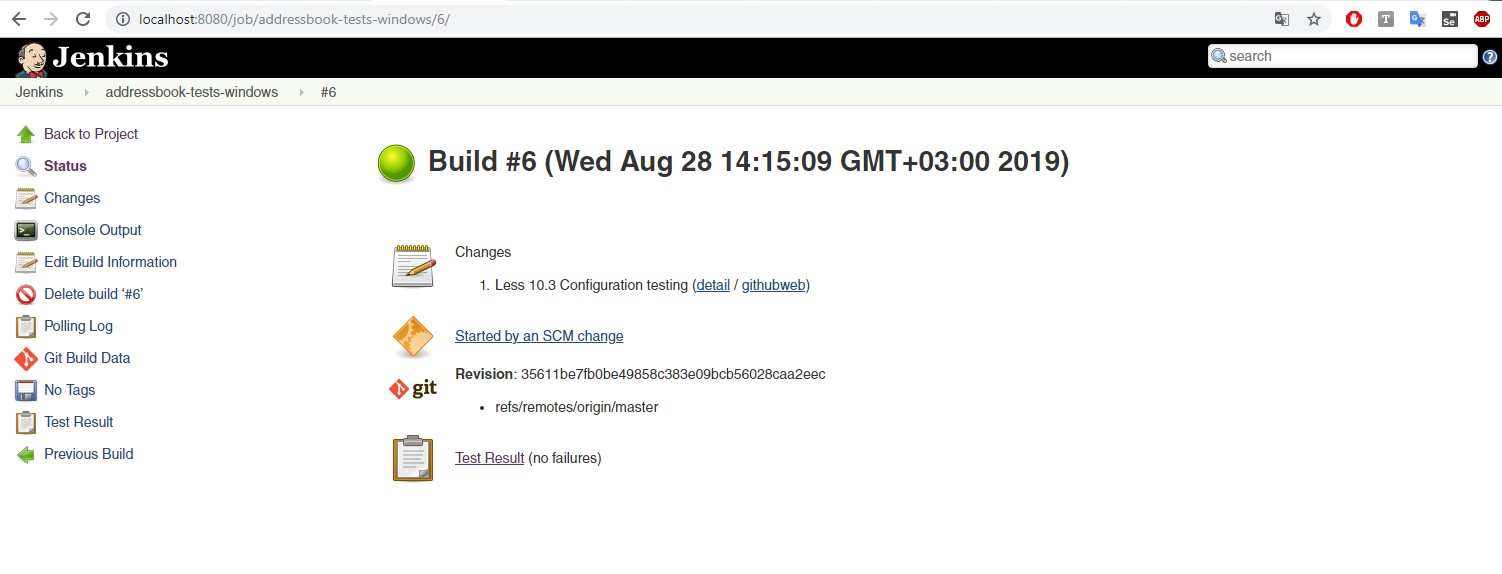 localhost:8080/job/addressbook-tests-windows/6/
Jenkins
search
Jenkins addressbook-tests-windows #6
Back to Project
Status
Changes
Console Output
Edit Build Information
Delete build ‘#6’
Polling Log
Git Build Data
No Tags
Test Result
Previous Build
Build #6 (Wed Aug 28 14:15:09 GMT+03:00 2019)
Changes
1. Less 10.3 Configuration testing (detail / githubweb)
Started by an SCM change
git
Revision: 35611be7fb0be49858c383e09bcb56028caa2eec
• refs/remotes/origin/master
Test Result (no failures)